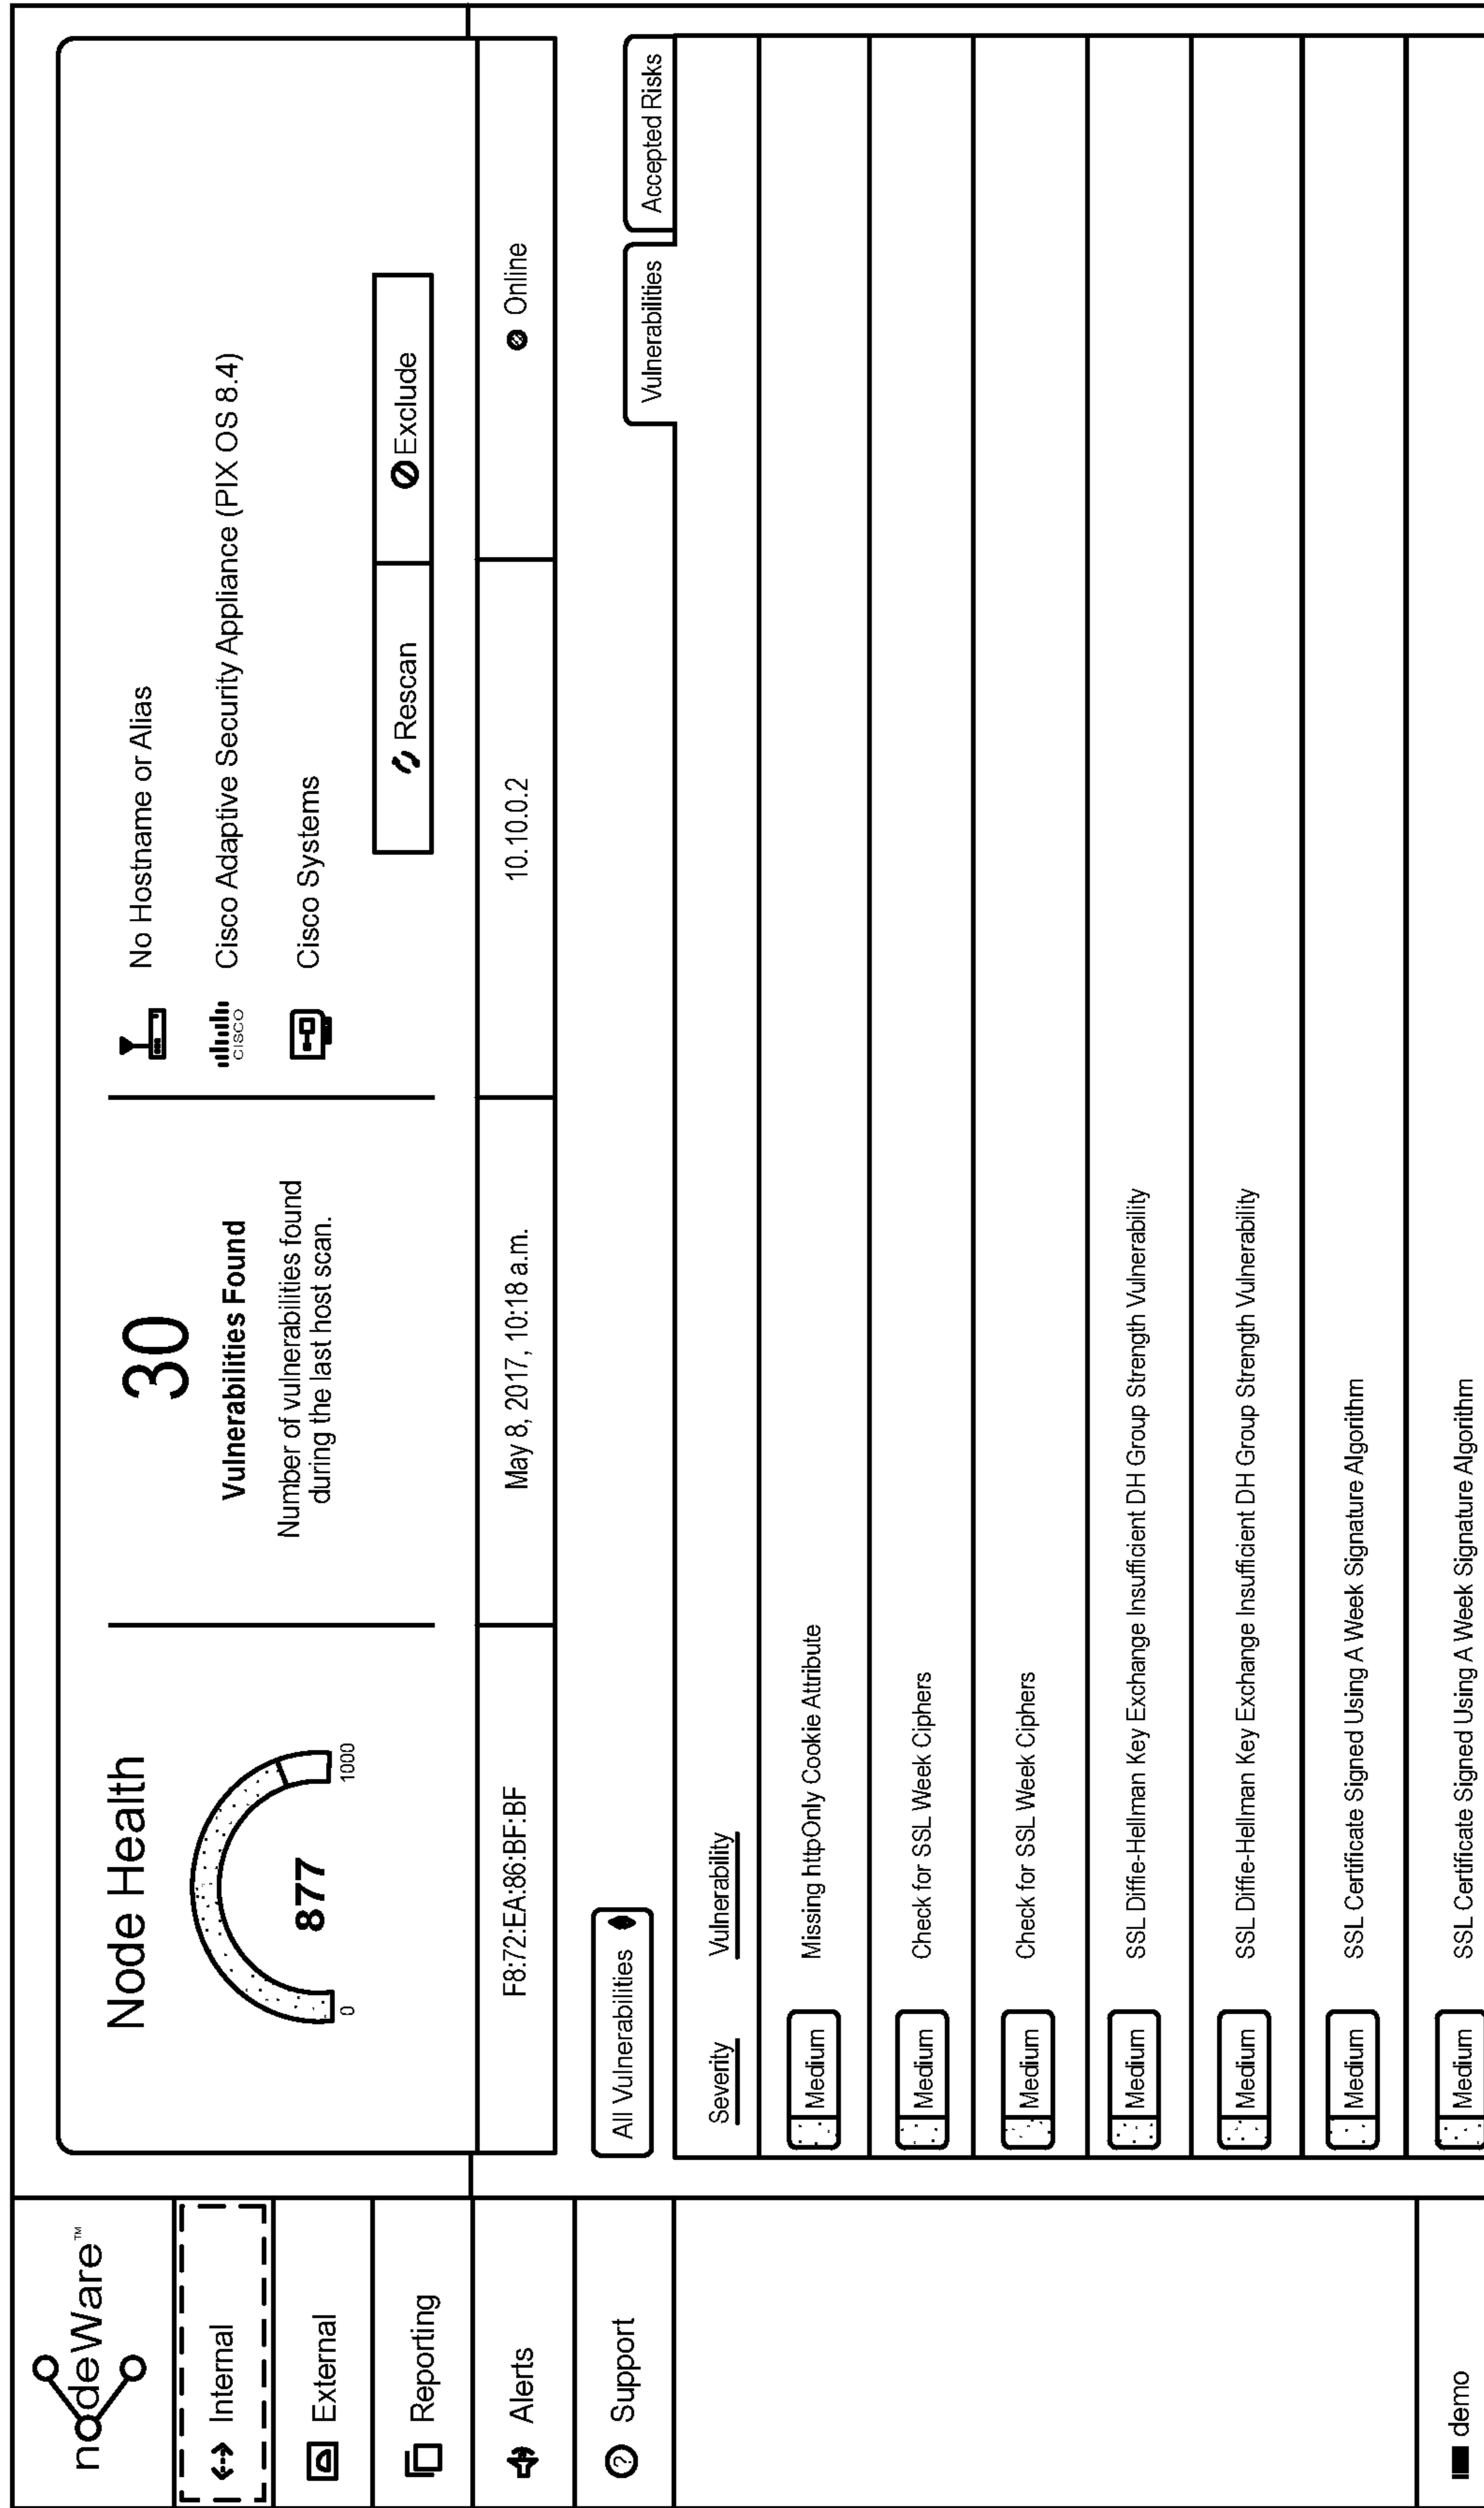 nodeWare™
Internal
External
Reporting
Alerts
? Support
demo
Node Health
877
0
1000
30
Vulnerabilities Found
Number of vulnerabilities found
during the last host scan.
No Hostname or Alias
CISCO
Cisco Adaptive Security Appliance (PIX OS 8.4)
Cisco Systems
Rescan
Exclude
F8:72:EA:86:BF:BF
May 8, 2017, 10:18 a.m.
10.10.0.2
Online
All Vulnerabilities
Vulnerabilities
Accepted Risks
Severity Vulnerability
Medium Missing httpOnly Cookie Attribute
Medium Check for SSL Week Ciphers
Medium Check for SSL Week Ciphers
Medium SSL Diffie-Hellman Key Exchange Insufficient DH Group Strength Vulnerability
Medium SSL Diffie-Hellman Key Exchange Insufficient DH Group Strength Vulnerability
Medium SSL Certificate Signed Using A Week Signature Algorithm
Medium SSL Certificate Signed Using A Week Signature Algorithm